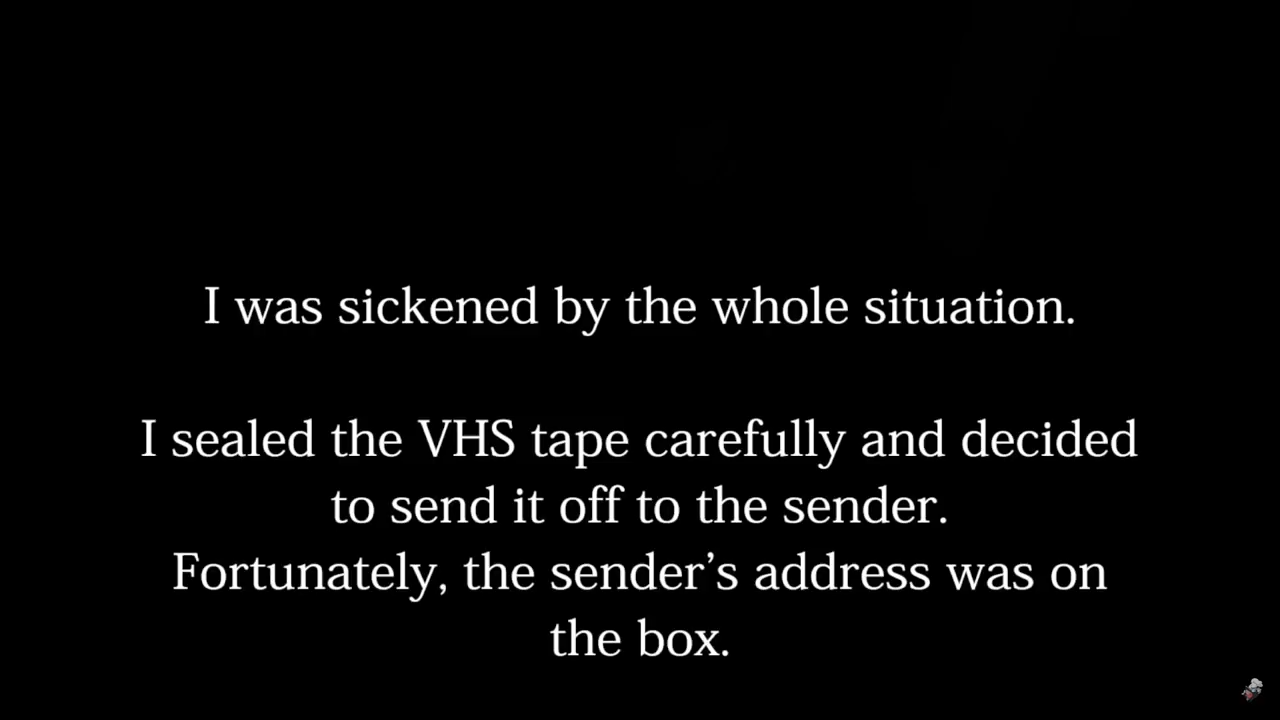 I was sickened by the whole situation.
I sealed the VHS tape carefully and decided
to send it off to the sender.
Fortunately, the sender’s address was on
the box.